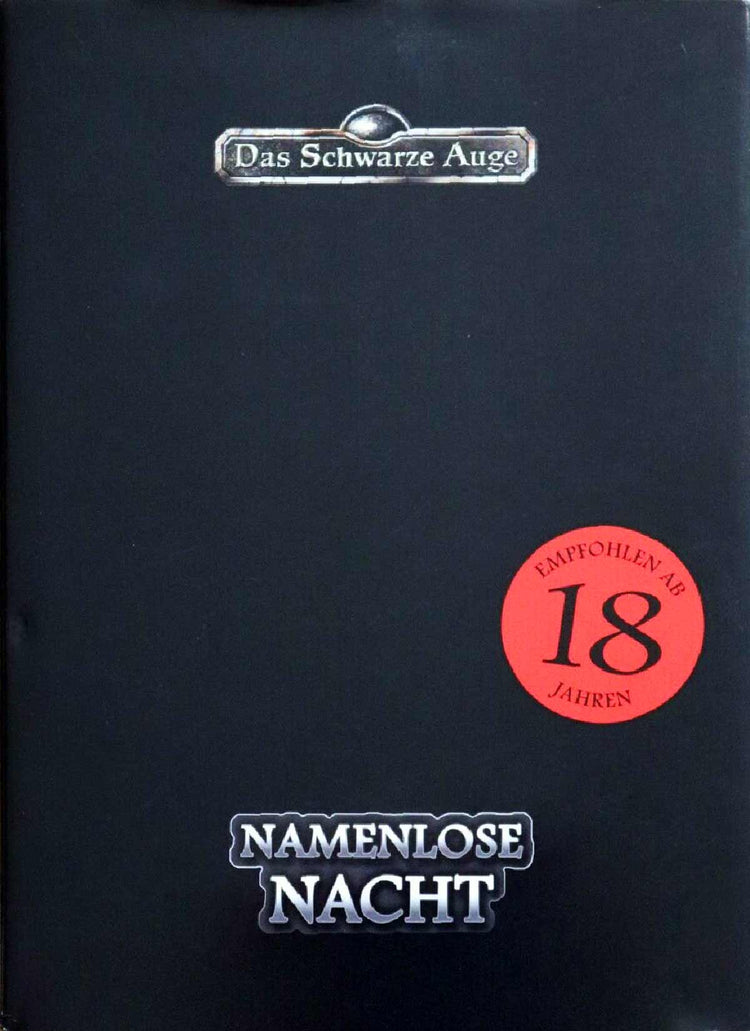 Das Schwarze Auge
EMPFOHLEN AB
18
JAHREN
NAMENLOSE
NACHT